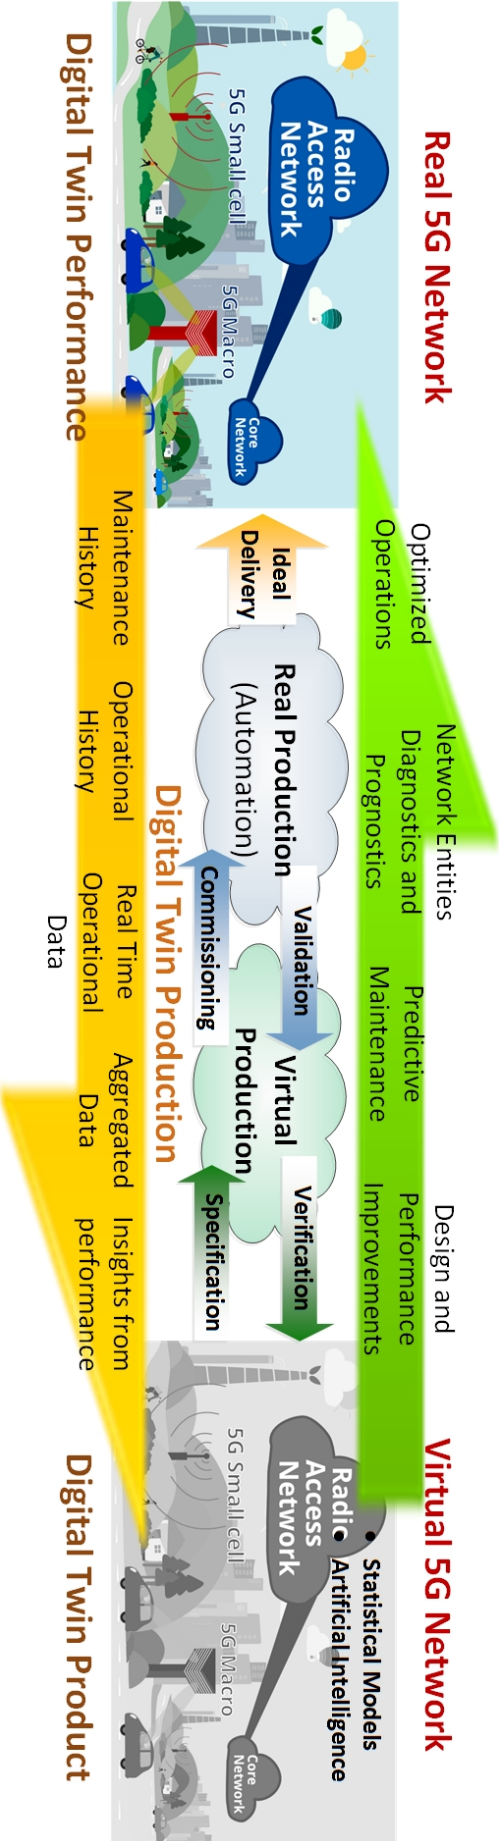 Real 5G Network
Virtual 5G Network
Optimized
Operations
Network Entities
Diagnostics and
Prognostics
Predictive
Maintenance
Design and
Performance
Improvements
Radio
Access
Network
Core
Network
5G Small cell
5G Macro
Ideal
Delivery
Real Production
(Automation)
Validation
Commissioning
Virtual
Production
Verification
Specification
• Statistical Models
• Artificial Intelligence
Radio
Access
Network
Core
Network
5G Small cell
5G Macro
Digital Twin Production
Maintenance
History
Operational
History
Real Time
Operational
Data
Aggregated
Data
Insights from
performance
Digital Twin Performance
Digital Twin Product